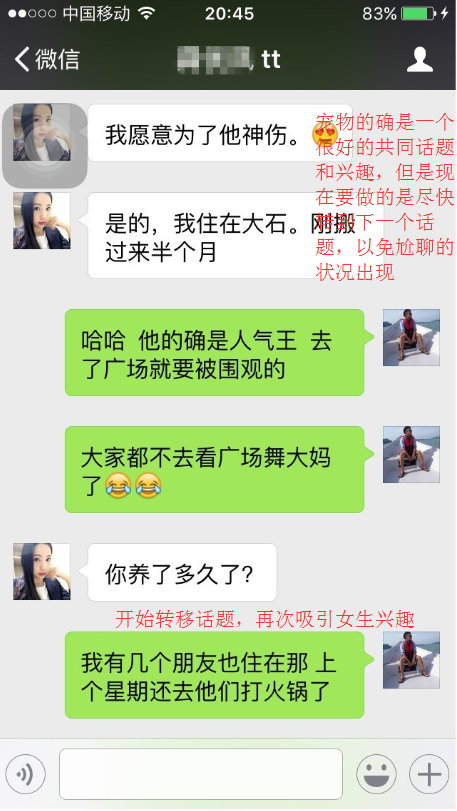 中国移动 20:45 83%
微信 tt
我愿意为了他神伤。
宠物的确是一个
很好的共同话题
和兴趣，但是现
在要做的是尽快
下一个话
题，以免尬聊的
状况出现
是的，我住在大石。刚搬
过来半个月
哈哈 他的确是人气王 去
了广场就要被围观的
大家都不去看广场舞大妈
了
你养了多久了？
开始转移话题，再次吸引女生兴趣
我有几个朋友也住在那 上
个星期还去他们打火锅了